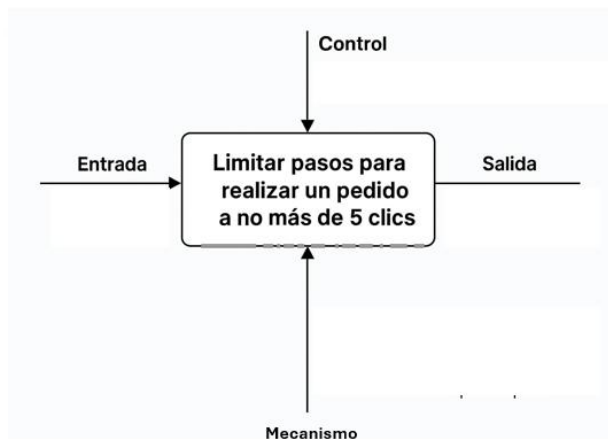 Control
Entrada
Limitar pasos para
realizar un pedido
a no más de 5 clics
Salida
Mecanismo